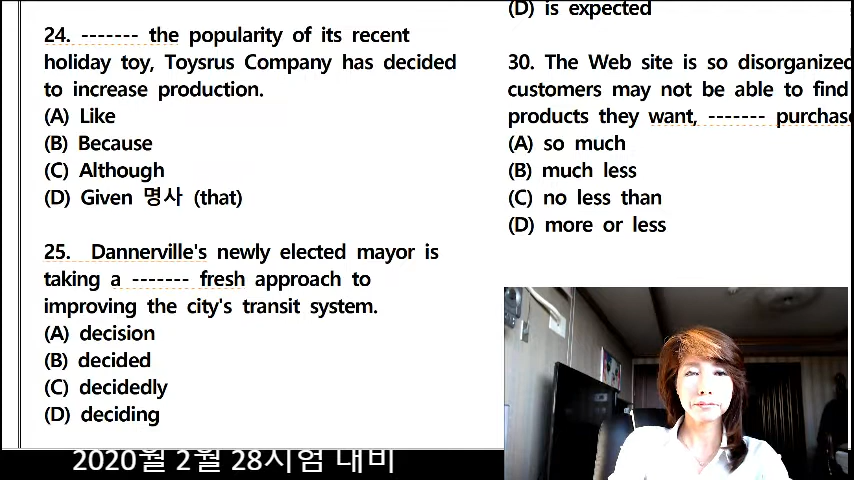 24. ------- the popularity of its recent
holiday toy, Toysrus Company has decided
to increase production.
(A) Like
(B) Because
(C) Although
(D) Given 명사 (that)
25. Dannerville's newly elected mayor is
taking a ------- fresh approach to
improving the city's transit system.
(A) decision
(B) decided
(C) decidedly
(D) deciding
(D) is expected
30. The Web site is so disorganized
customers may not be able to find
products they want, -------
(A) so much
(B) much less
(C) no less than
(D) more or less
2020월 2월 28시험 대비